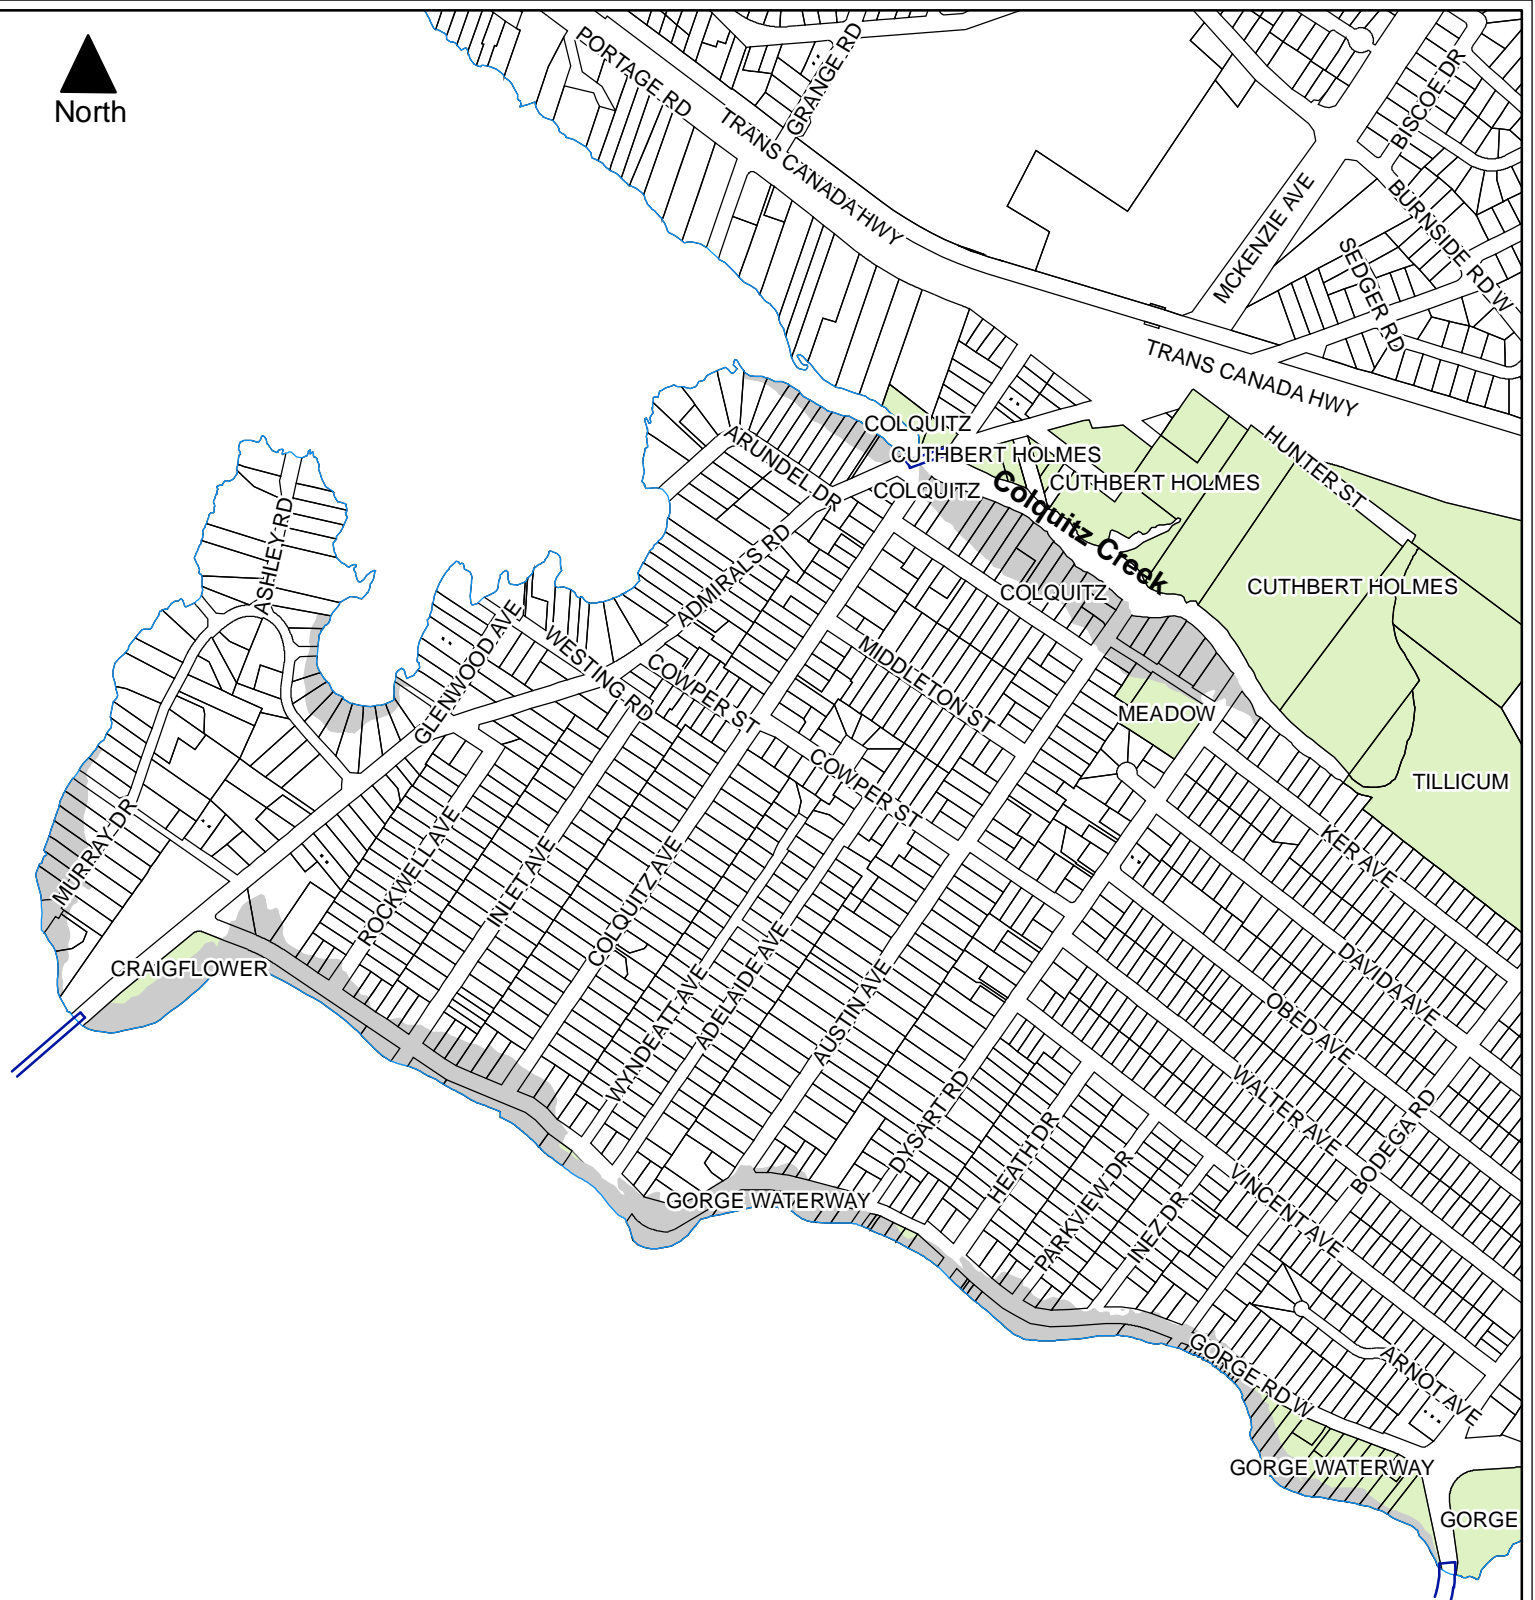 North
PORTAGE RD
GRANGE RD
TRANS CANADA HWY
BISCOE DR
BURNSIDE RD W
MCKENZIE AVE
SEDGER RD
TRANS CANADA HWY
HUNTER ST
COLQUITZ
CUTHBERT HOLMES
CUTHBERT HOLMES
COLQUITZ
Colquitz Creek
COLQUITZ
CUTHBERT HOLMES
ARUNDEL DR
ADMIRALS RD
ASHLEY RD
GLENWOOD AVE
WESTING RD
COWPER ST
MIDDLETON ST
MEADOW
COWPER ST
TILLICUM
MURRAY DR
ROCKWELL AVE
INLET AVE
COLQUITZ AVE
KER AVE
CRAIGFLOWER
WYNDEATT AVE
ADELAIDE AVE
AUSTIN AVE
DAVIDA AVE
OBED AVE
WALTER AVE
BODEGA RD
DYSART RD
HEATH DR
PARKVIEW DR
INEZ DR
VINCENT AVE
GORGE WATERWAY
GORGE RD W
ARNOT AVE
GORGE WATERWAY
GORGE